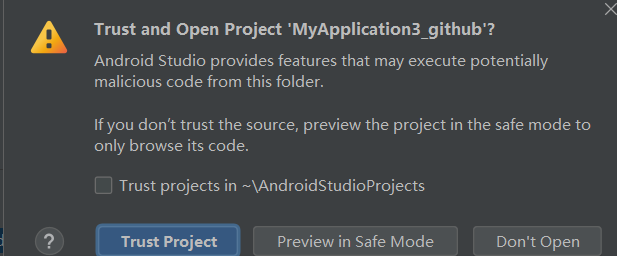 Trust and Open Project 'MyApplication3_github'?
Android Studio provides features that may execute potentially
malicious code from this folder.
If you don’t trust the source, preview the project in the safe mode to
only browse its code.
Trust projects in ~\AndroidStudioProjects
? Trust Project Preview in Safe Mode Don't Open